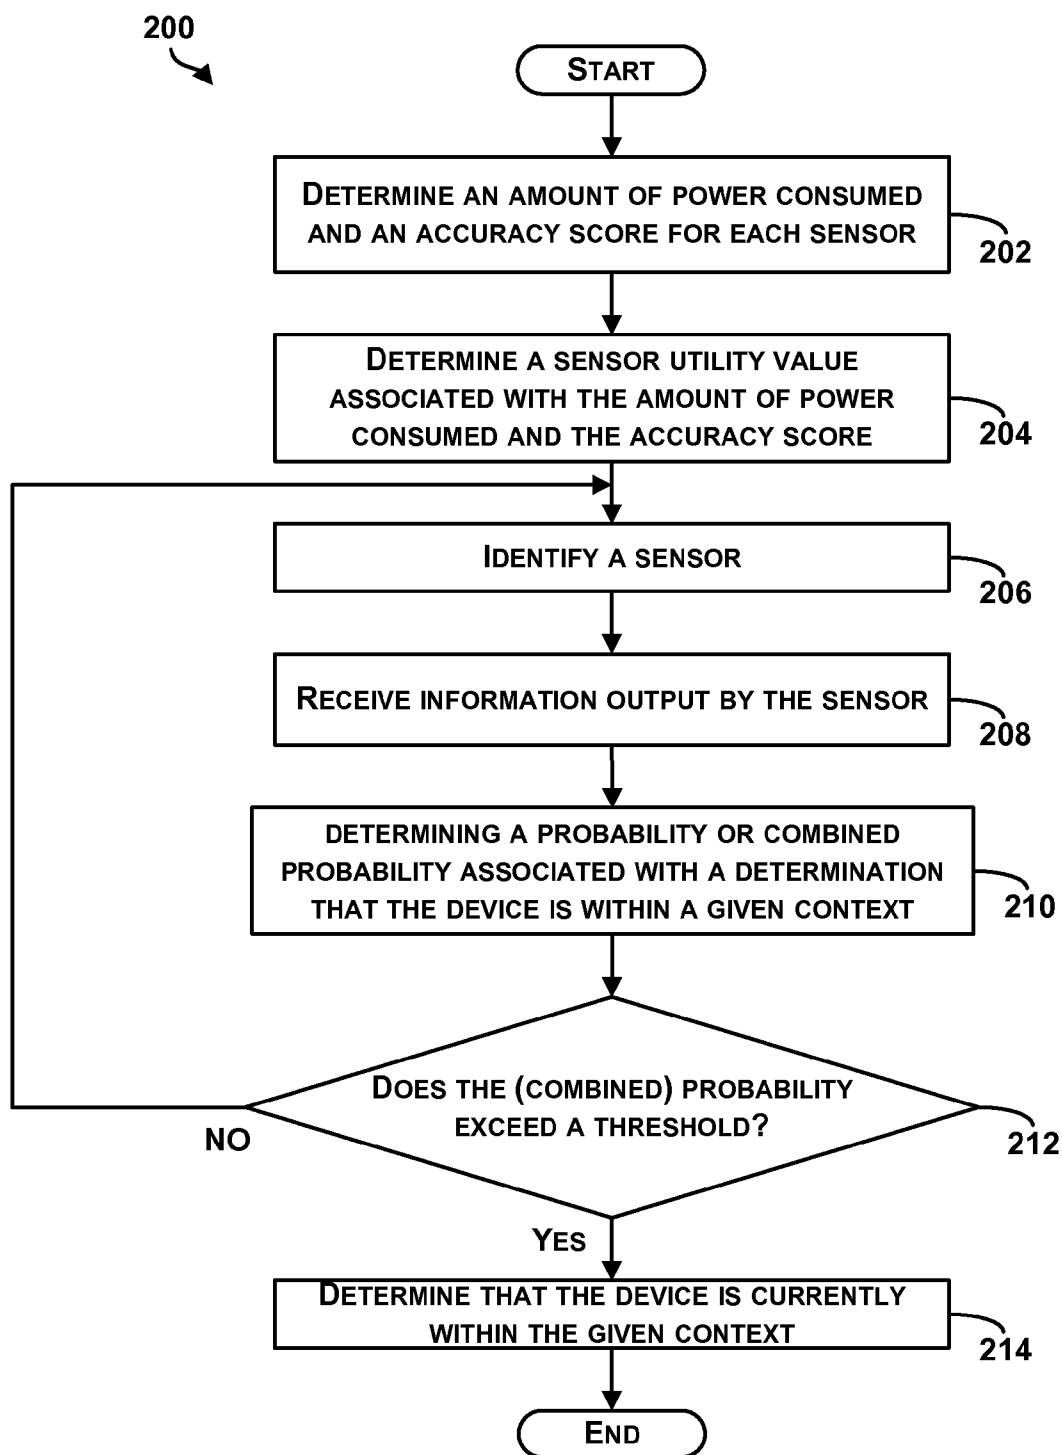 200
START
DETERMINE AN AMOUNT OF POWER CONSUMED
AND AN ACCURACY SCORE FOR EACH SENSOR
202
DETERMINE A SENSOR UTILITY VALUE
ASSOCIATED WITH THE AMOUNT OF POWER
CONSUMED AND THE ACCURACY SCORE
204
IDENTIFY A SENSOR
206
RECEIVE INFORMATION OUTPUT BY THE SENSOR
208
DETERMINING A PROBABILITY OR COMBINED
PROBABILITY ASSOCIATED WITH A DETERMINATION
THAT THE DEVICE IS WITHIN A GIVEN CONTEXT
210
DOES THE (COMBINED) PROBABILITY
EXCEED A THRESHOLD?
212
NO
YES
DETERMINE THAT THE DEVICE IS CURRENTLY
WITHIN THE GIVEN CONTEXT
214
END